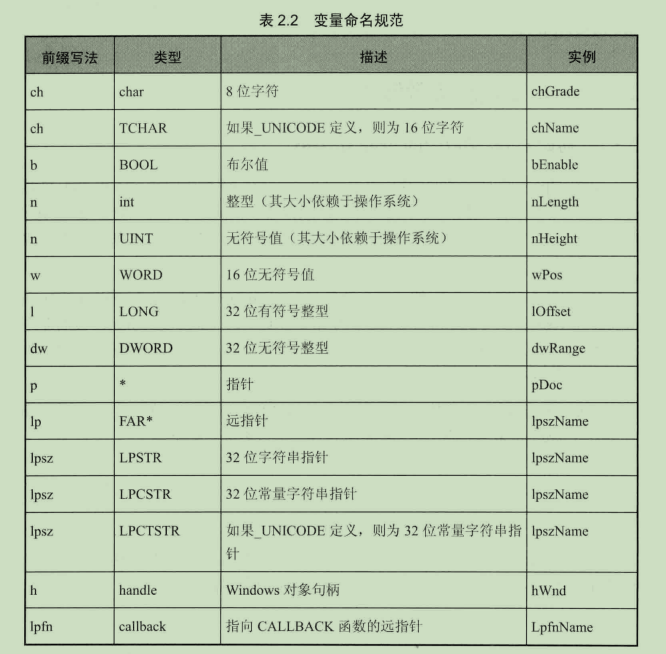 表 2.2 变量命名规范
前缀写法 类型 描述 实例
ch char 8 位字符 chGrade
ch TCHAR 如果_UNICODE 定义，则为 16 位字符 chName
b BOOL 布尔值 bEnable
n int 整型（其大小依赖于操作系统） nLength
n UINT 无符号值（其大小依赖于操作系统） nHeight
w WORD 16 位无符号值 wPos
l LONG 32 位有符号整型 lOffset
dw DWORD 32 位无符号整型 dwRange
p * 指针 pDoc
lp FAR* 远指针 lpszName
lpsz LPSTR 32 位字符串指针 lpszName
lpsz LPCSTR 32 位常量字符串指针 lpszName
lpsz LPCTSTR 如果_UNICODE 定义，则为 32 位常量字符串指 lpszName
针
h handle Windows 对象句柄 hWnd
lpfn callback 指向 CALLBACK 函数的远指针 LpfnName